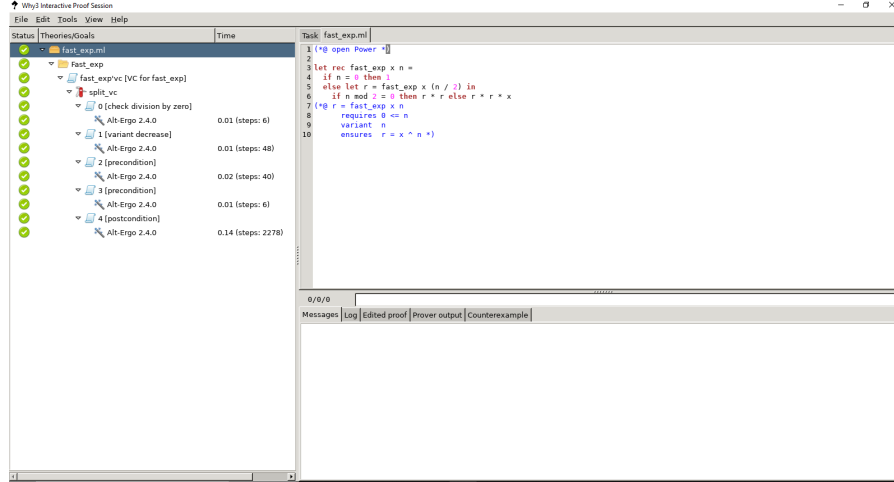 Why3 Interactive Proof Session
File Edit Tools View Help
Status Theories/Goals Time
fast_exp.ml
Fast_exp
fast_exp'vc [VC for fast_exp]
split_vc
0 [check division by zero]
Alt-Ergo 2.4.0 0.01 (steps: 6)
1 [variant decrease]
Alt-Ergo 2.4.0 0.01 (steps: 48)
2 [precondition]
Alt-Ergo 2.4.0 0.02 (steps: 40)
3 [precondition]
Alt-Ergo 2.4.0 0.01 (steps: 6)
4 [postcondition]
Alt-Ergo 2.4.0 0.14 (steps: 2278)
Task fast_exp.ml
1 (*@ open Power *)
2
3 let rec fast_exp x n =
4 if n = 0 then 1
5 else let r = fast_exp x (n / 2) in
6 if n mod 2 = 0 then r * r else r * r * x
7 (*@ r = fast_exp x n
8 requires 0 <= n
9 variant n
10 ensures r = x ^ n *)
0/0/0
Messages Log Edited proof Prover output Counterexample